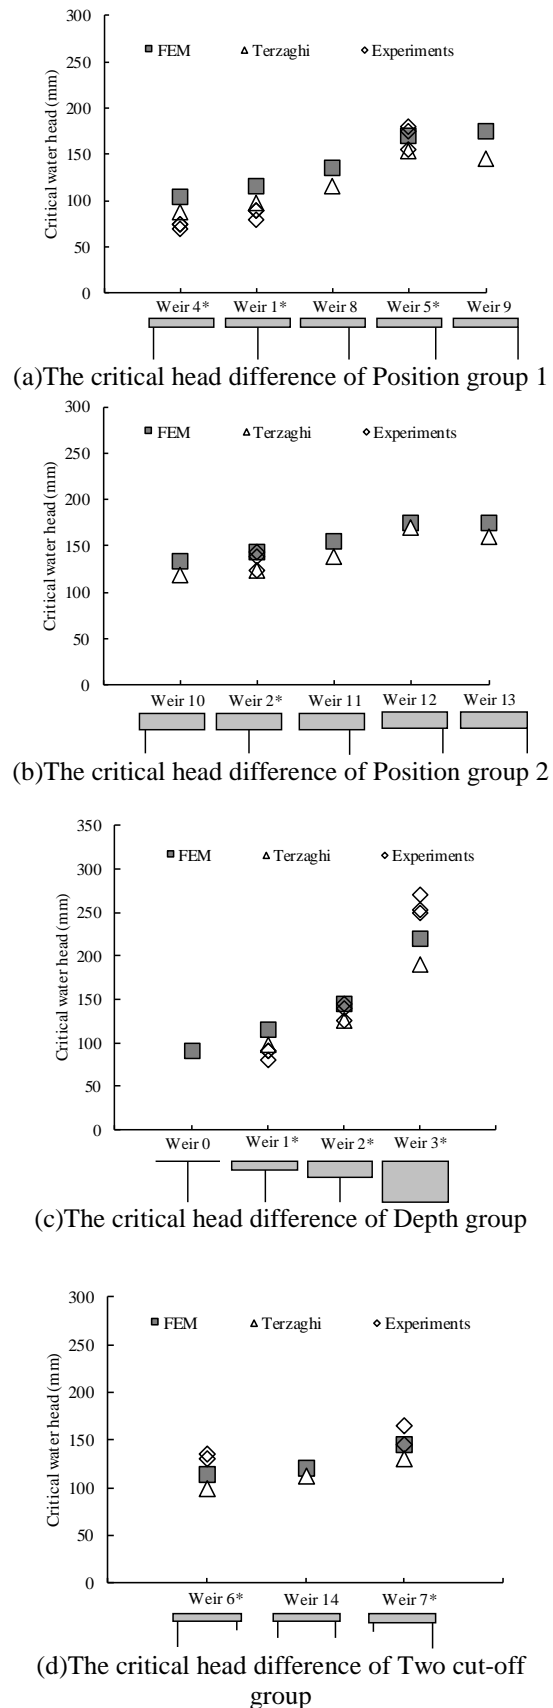 FEM Terzaghi Experiments
Critical water head (mm)
300
250
200
150
100
50
0
Weir 4* Weir 1* Weir 8 Weir 5* Weir 9
(a)The critical head difference of Position group 1
FEM Terzaghi Experiments
Critical water head (mm)
300
250
200
150
100
50
0
Weir 10 Weir 2* Weir 11 Weir 12 Weir 13
(b)The critical head difference of Position group 2
FEM Terzaghi Experiments
Critical water head (mm)
350
300
250
200
150
100
50
0
Weir 0 Weir 1* Weir 2* Weir 3*
(c)The critical head difference of Depth group
FEM Terzaghi Experiments
Critical water head (mm)
300
250
200
150
100
50
0
Weir 6* Weir 14 Weir 7*
(d)The critical head difference of Two cut-off
group